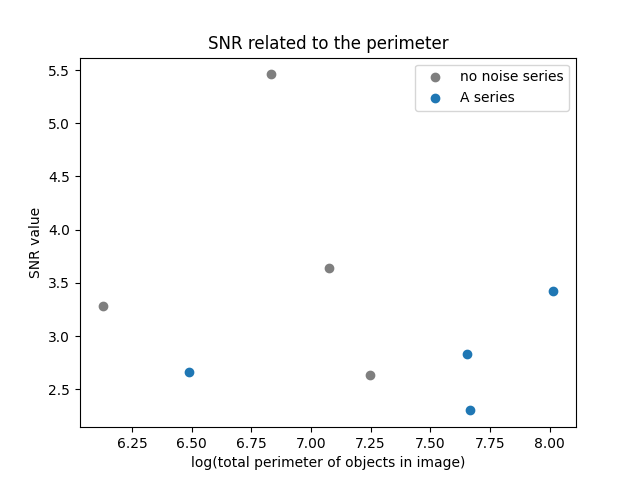 SNR related to the perimeter
no noise series
A series
SNR value
5.5
5.0
4.5
4.0
3.5
3.0
2.5
6.25 6.50 6.75 7.00 7.25 7.50 7.75 8.00
log(total perimeter of objects in image)